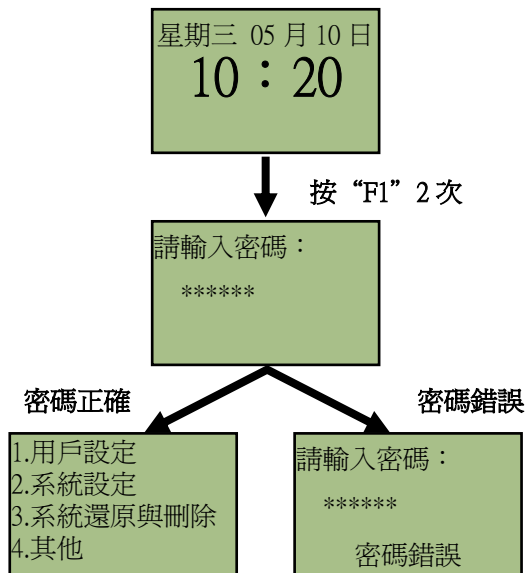 星期三 05 月 10 日
10：20
按“F1”2 次
請輸入密碼：
******
密碼正確
密碼錯誤
1.用戶設定
2.系統設定
3.系統還原與刪除
4.其他
請輸入密碼：
******
密碼錯誤